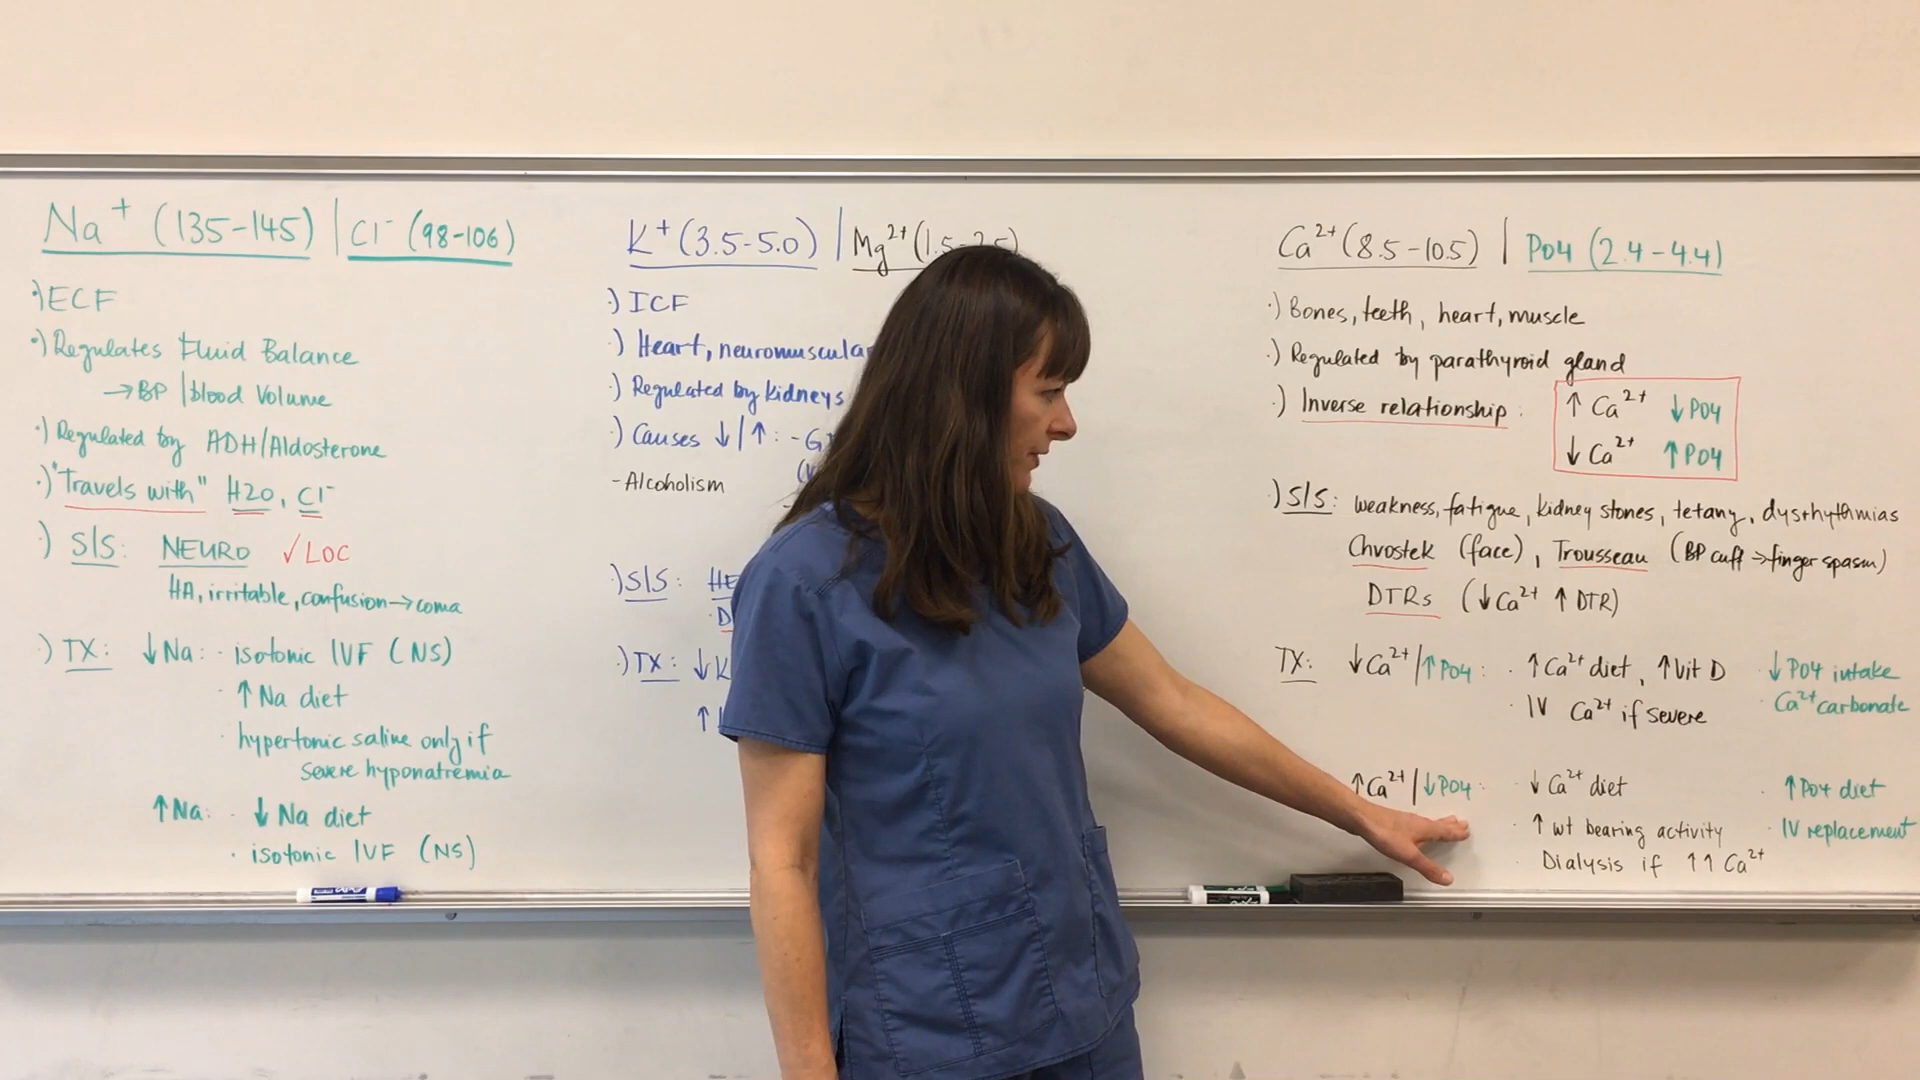 Na⁺ (135-145) | Cl⁻ (98-106)
·) ECF
·) Regulates Fluid Balance
→ BP | blood Volume
·) Regulated by ADH/Aldosterone
·) "Travels with" H2O, Cl⁻
·) S|S: NEURO ✓LOC
HA, irritable, confusion → coma
·) TX: ↓Na: · isotonic IVF (NS)
· ↑ Na diet
· hypertonic saline only if
severe hyponatremia
↑Na: · ↓ Na diet
· isotonic IVF (NS)
K⁺ (3.5-5.0) | Mg²⁺ (1.5-2.5)
·) ICF
·) Heart, neuromuscular
·) Regulated by kidneys
·) Causes ↓/↑: -
- Alcoholism
·) S|S:
·) TX: ↓K
↑
Ca²⁺ (8.5-10.5) | PO4 (2.4-4.4)
·) Bones, teeth, heart, muscle
·) Regulated by parathyroid gland
·) Inverse relationship: ↑ Ca²⁺ ↓ PO4
↓ Ca²⁺ ↑ PO4
·) S|S: weakness, fatigue, kidney stones, tetany, dysrhythmias
Chvostek (face), Trousseau (BP cuff → finger spasm)
DTRs (↓Ca²⁺ ↑ DTR)
TX: ↓Ca²⁺/↑PO4: · ↑Ca²⁺ diet, ↑Vit D · ↓ PO4 intake
· IV Ca²⁺ if severe · Ca²⁺ carbonate
↑Ca²⁺/↓PO4: · ↓ Ca²⁺ diet · ↑PO4 diet
· ↑ wt bearing activity · IV replacement
· Dialysis if ↑↑ Ca²⁺